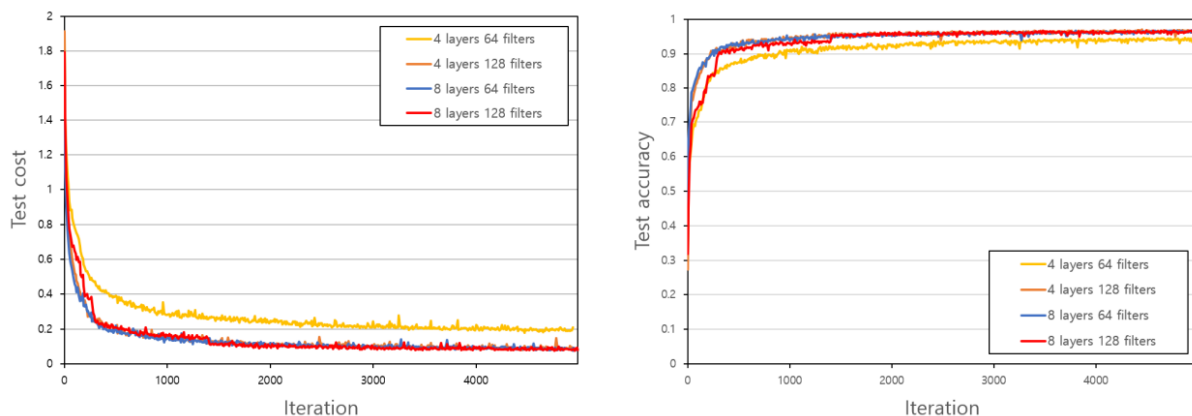 2
1.8
1.6
1.4
1.2
1
0.8
0.6
0.4
0.2
0
Test cost
4 layers 64 filters
4 layers 128 filters
8 layers 64 filters
8 layers 128 filters
0 1000 2000 3000 4000
Iteration
1
0.9
0.8
0.7
0.6
0.5
0.4
0.3
0.2
0.1
0
Test accuracy
4 layers 64 filters
4 layers 128 filters
8 layers 64 filters
8 layers 128 filters
0 1000 2000 3000 4000
Iteration